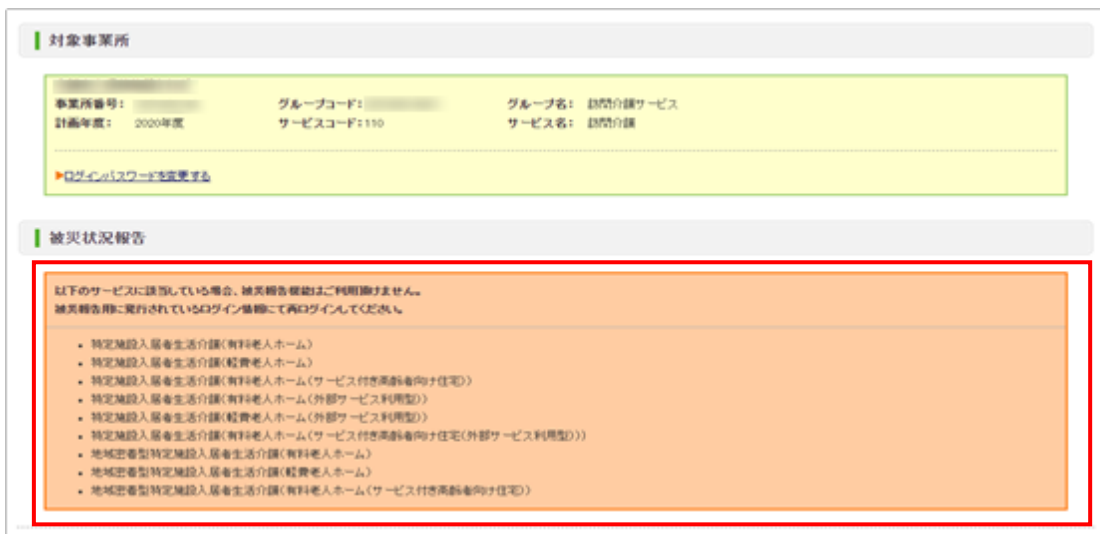 対象事業所
事業所番号: グループコード: グループ名: 訪問介護サービス
計画年度: 2020年度 サービスコード:110 サービス名: 訪問介護
▶ログインパスワードを変更する
被災状況報告
以下のサービスに該当している場合、被災報告機能はご利用頂けません。
被災報告用に発行されているログイン情報にて再ログインしてください。
• 特定施設入居者生活介護(有料老人ホーム)
• 特定施設入居者生活介護(軽費老人ホーム)
• 特定施設入居者生活介護(有料老人ホーム(サービス付き高齢者向け住宅))
• 特定施設入居者生活介護(有料老人ホーム(外部サービス利用型))
• 特定施設入居者生活介護(軽費老人ホーム(外部サービス利用型))
• 特定施設入居者生活介護(有料老人ホーム(サービス付き高齢者向け住宅(外部サービス利用型)))
• 地域密着型特定施設入居者生活介護(有料老人ホーム)
• 地域密着型特定施設入居者生活介護(軽費老人ホーム)
• 地域密着型特定施設入居者生活介護(有料老人ホーム(サービス付き高齢者向け住宅))